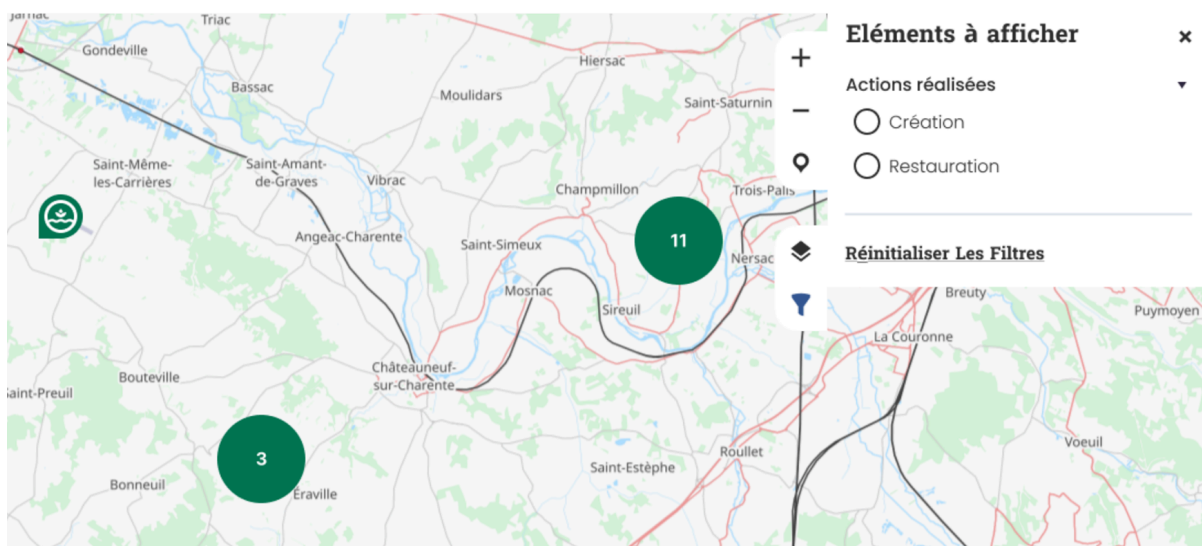 Jarnac
Triac
Gondeville
Hiersac
Bassac
Moulidars
Saint-Saturnin
Saint-Même-
les-Carrières
Saint-Amant-
de-Graves
Vibrac
Champmillon
Trois-Palis
Angeac-Charente
Saint-Simeux
11
Nersac
Mosnac
Sireuil
Châteauneuf-
sur-Charente
Bouteville
Saint-Preuil
3
Saint-Estèphe
Roullet
Bonneuil
Éraville
Eléments à afficher
Actions réalisées
Création
Restauration
Réinitialiser Les Filtres
Breuty
Puymoyen
La Couronne
Voeuil